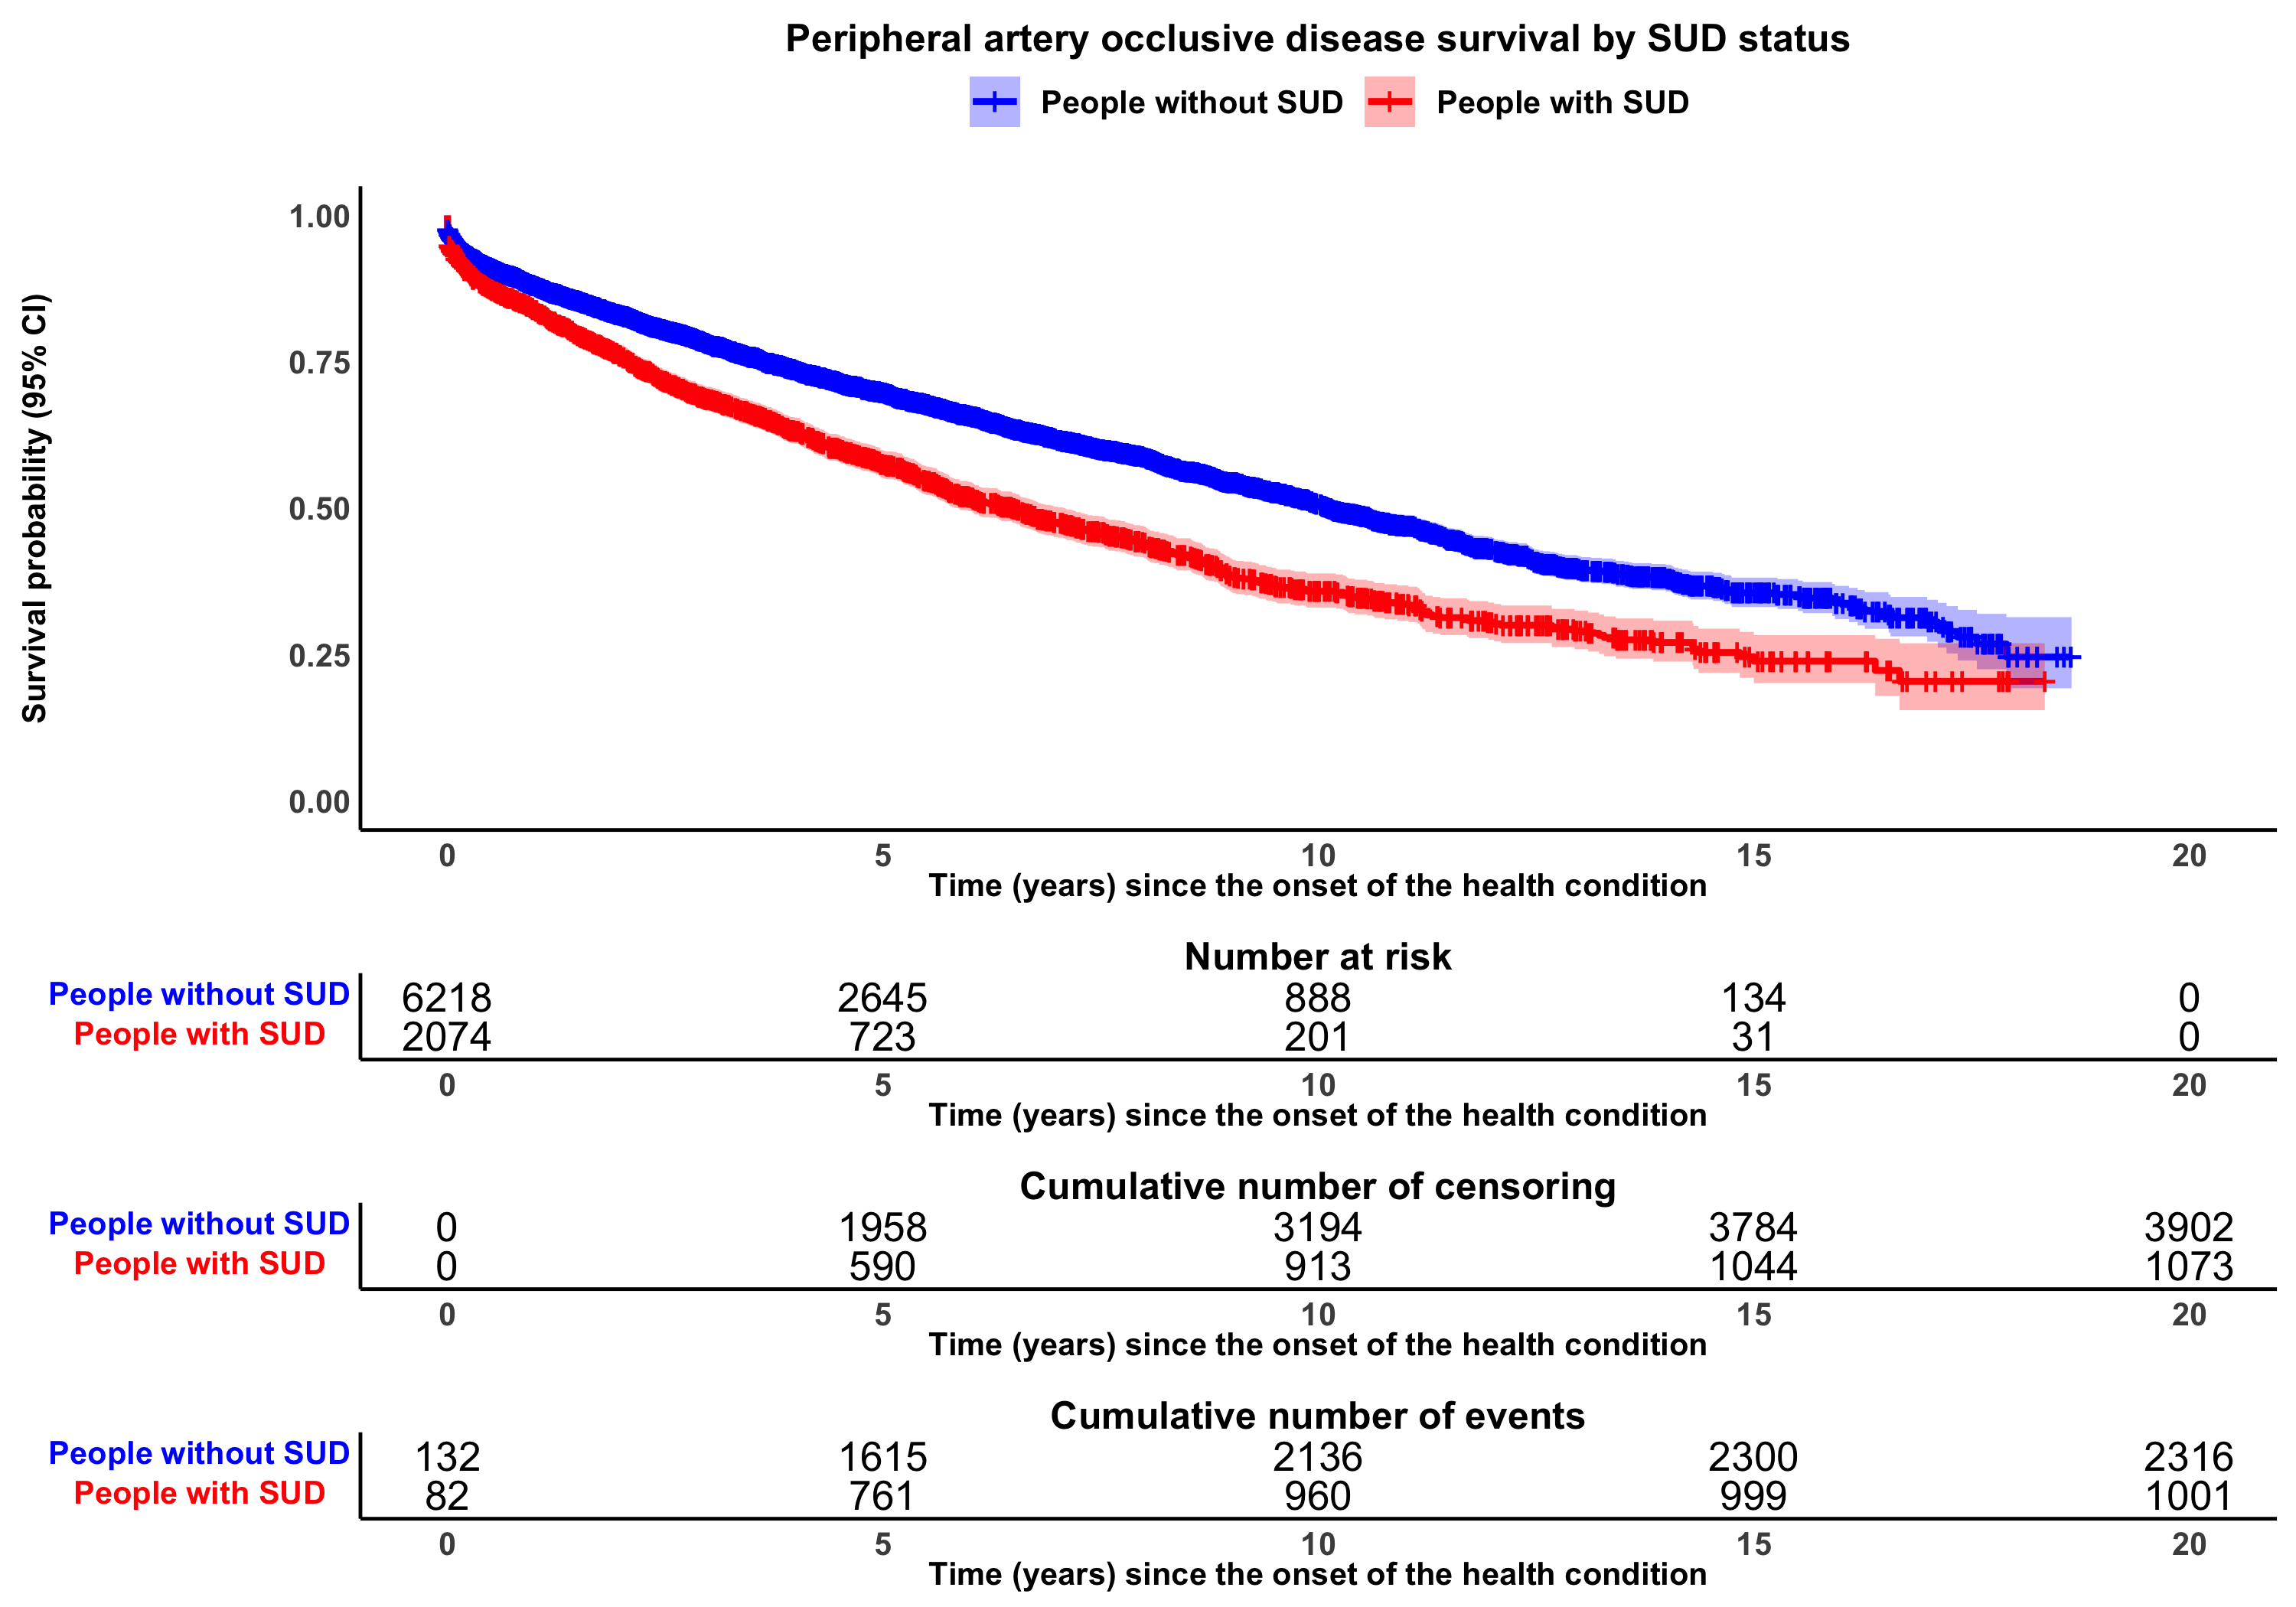 Peripheral artery occlusive disease survival by SUD status
People without SUD People with SUD
Survival probability (95% CI)
1.00
0.75
0.50
0.25
0.00
0 5 10 15 20
Time (years) since the onset of the health condition
Number at risk
People without SUD 6218 2645 888 134 0
People with SUD 2074 723 201 31 0
0 5 10 15 20
Time (years) since the onset of the health condition
Cumulative number of censoring
People without SUD 0 1958 3194 3784 3902
People with SUD 0 590 913 1044 1073
0 5 10 15 20
Time (years) since the onset of the health condition
Cumulative number of events
People without SUD 132 1615 2136 2300 2316
People with SUD 82 761 960 999 1001
0 5 10 15 20
Time (years) since the onset of the health condition